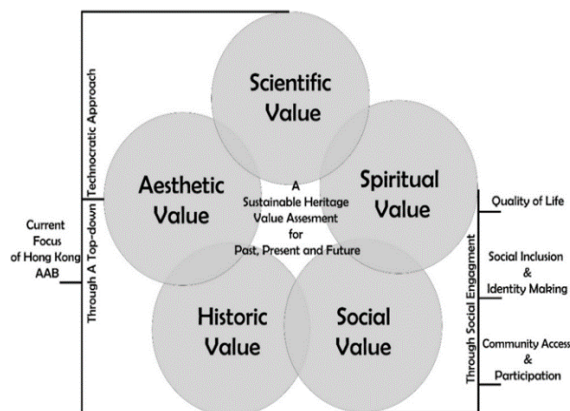 Scientific
Value
Aesthetic
Value
Spiritual
Value
A
Sustainable Heritage
Value Assesment
for
Past, Present and Future
Historic
Value
Social
Value
Current
Focus
of Hong Kong
AAB
Through A Top-down Technocratic Approach
Through Social Engagment
Quality of Life
Social Inclusion
&
Identity Making
Community Access
&
Participation